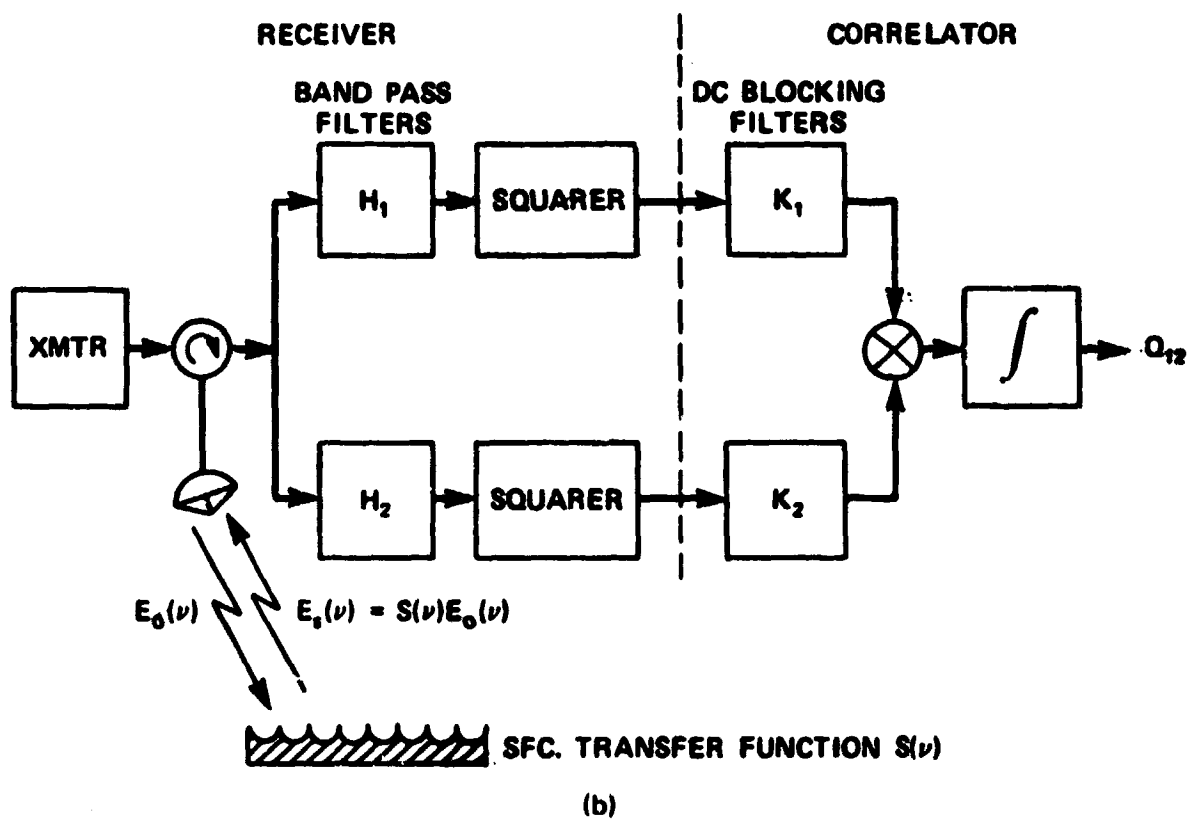 RECEIVER
CORRELATOR
BAND PASS
FILTERS
DC BLOCKING
FILTERS
H₁
SQUARER
K₁
XMTR
∫
Q₁₂
H₂
SQUARER
K₂
E₀(ν)
Eₛ(ν) = S(ν)E₀(ν)
SFC. TRANSFER FUNCTION S(ν)
(b)